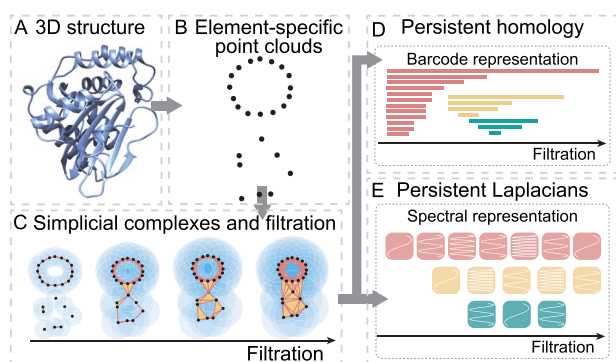 A 3D structure
B Element-specific
point clouds
C Simplicial complexes and filtration
Filtration
D Persistent homology
Barcode representation
Filtration
E Persistent Laplacians
Spectral representation
Filtration